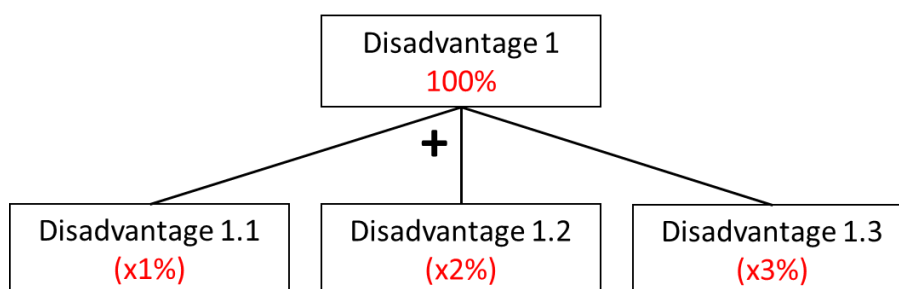 Disadvantage 1
100%
+
Disadvantage 1.1
(x1%)
Disadvantage 1.2
(x2%)
Disadvantage 1.3
(x3%)